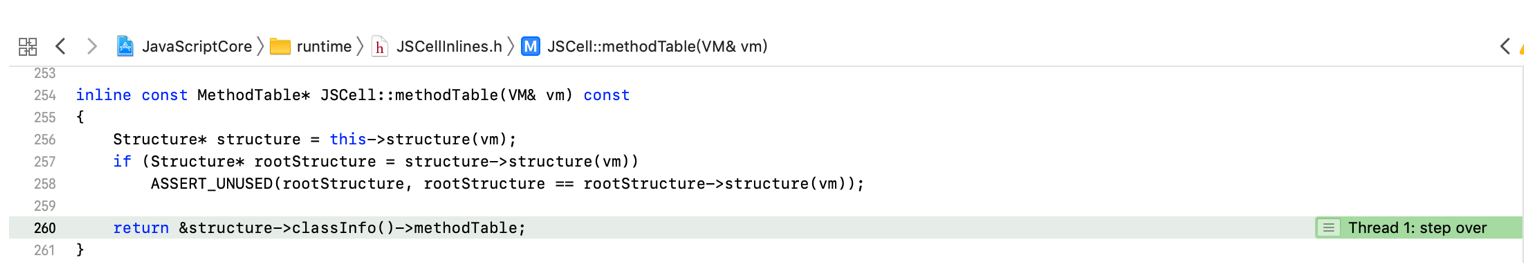 JavaScriptCore runtime h JSCellInlines.h M JSCell::methodTable(VM& vm)
253
254 inline const MethodTable* JSCell::methodTable(VM& vm) const
255 {
256 Structure* structure = this->structure(vm);
257 if (Structure* rootStructure = structure->structure(vm))
258 ASSERT_UNUSED(rootStructure, rootStructure == rootStructure->structure(vm));
259
260 return &structure->classInfo()->methodTable; Thread 1: step over
261 }